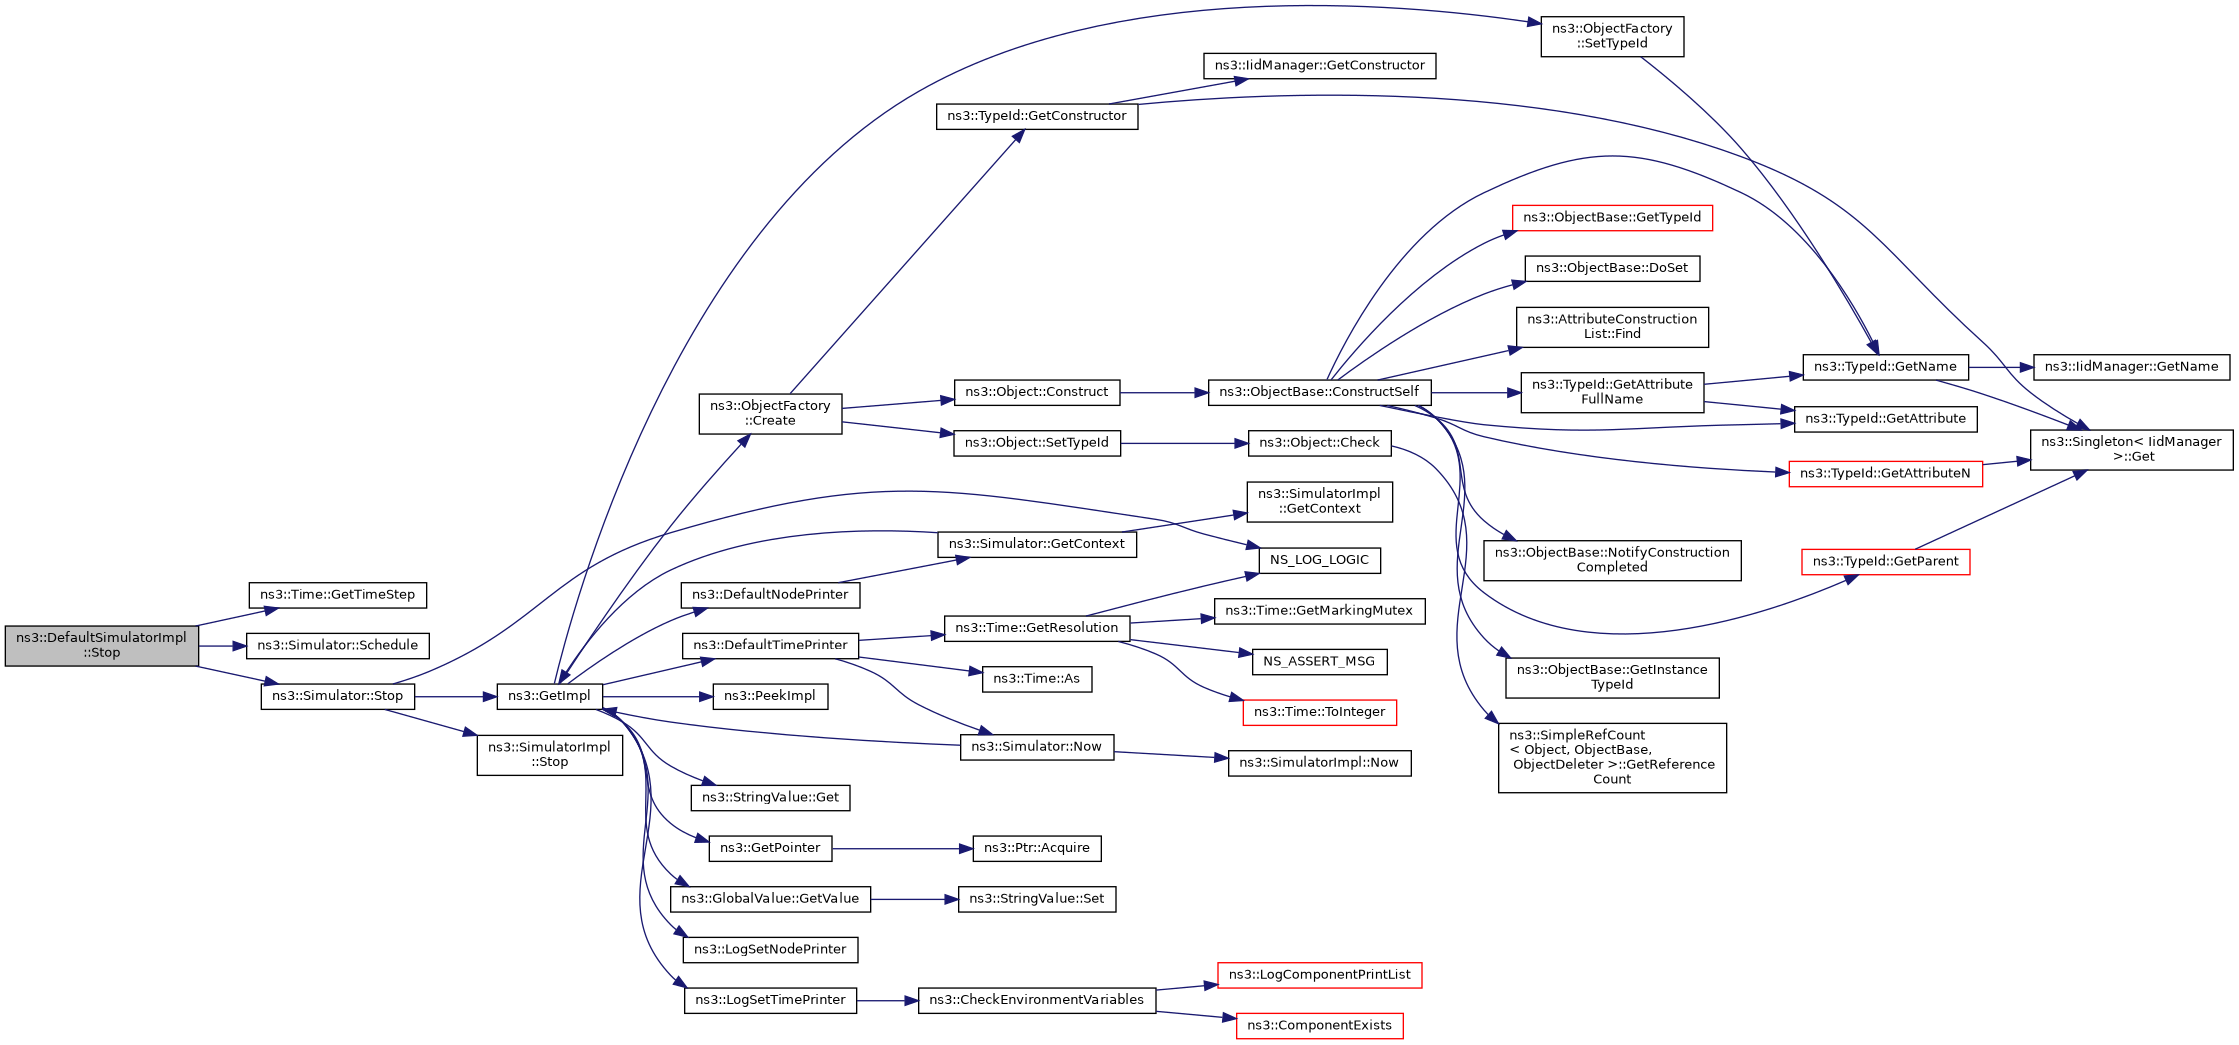 ns3::ObjectFactory
::SetTypeId
ns3::IidManager::GetConstructor
ns3::TypeId::GetConstructor
ns3::ObjectBase::GetTypeId
ns3::ObjectBase::DoSet
ns3::AttributeConstruction
List::Find
ns3::TypeId::GetName
ns3::IidManager::GetName
ns3::ObjectFactory
::Create
ns3::Object::Construct
ns3::ObjectBase::ConstructSelf
ns3::TypeId::GetAttribute
FullName
ns3::TypeId::GetAttribute
ns3::Object::SetTypeId
ns3::Object::Check
ns3::Singleton< IidManager
>::Get
ns3::TypeId::GetAttributeN
ns3::SimulatorImpl
::GetContext
ns3::Simulator::GetContext
NS_LOG_LOGIC
ns3::ObjectBase::NotifyConstruction
Completed
ns3::TypeId::GetParent
ns3::Time::GetTimeStep
ns3::DefaultNodePrinter
ns3::Time::GetMarkingMutex
ns3::DefaultSimulatorImpl
::Stop
ns3::Simulator::Schedule
ns3::DefaultTimePrinter
ns3::Time::GetResolution
NS_ASSERT_MSG
ns3::Time::As
ns3::ObjectBase::GetInstance
TypeId
ns3::Simulator::Stop
ns3::GetImpl
ns3::PeekImpl
ns3::Time::ToInteger
ns3::SimulatorImpl
::Stop
ns3::Simulator::Now
ns3::SimulatorImpl::Now
ns3::SimpleRefCount
< Object, ObjectBase,
ObjectDeleter >::GetReference
Count
ns3::StringValue::Get
ns3::GetPointer
ns3::Ptr::Acquire
ns3::GlobalValue::GetValue
ns3::StringValue::Set
ns3::LogSetNodePrinter
ns3::LogComponentPrintList
ns3::LogSetTimePrinter
ns3::CheckEnvironmentVariables
ns3::ComponentExists